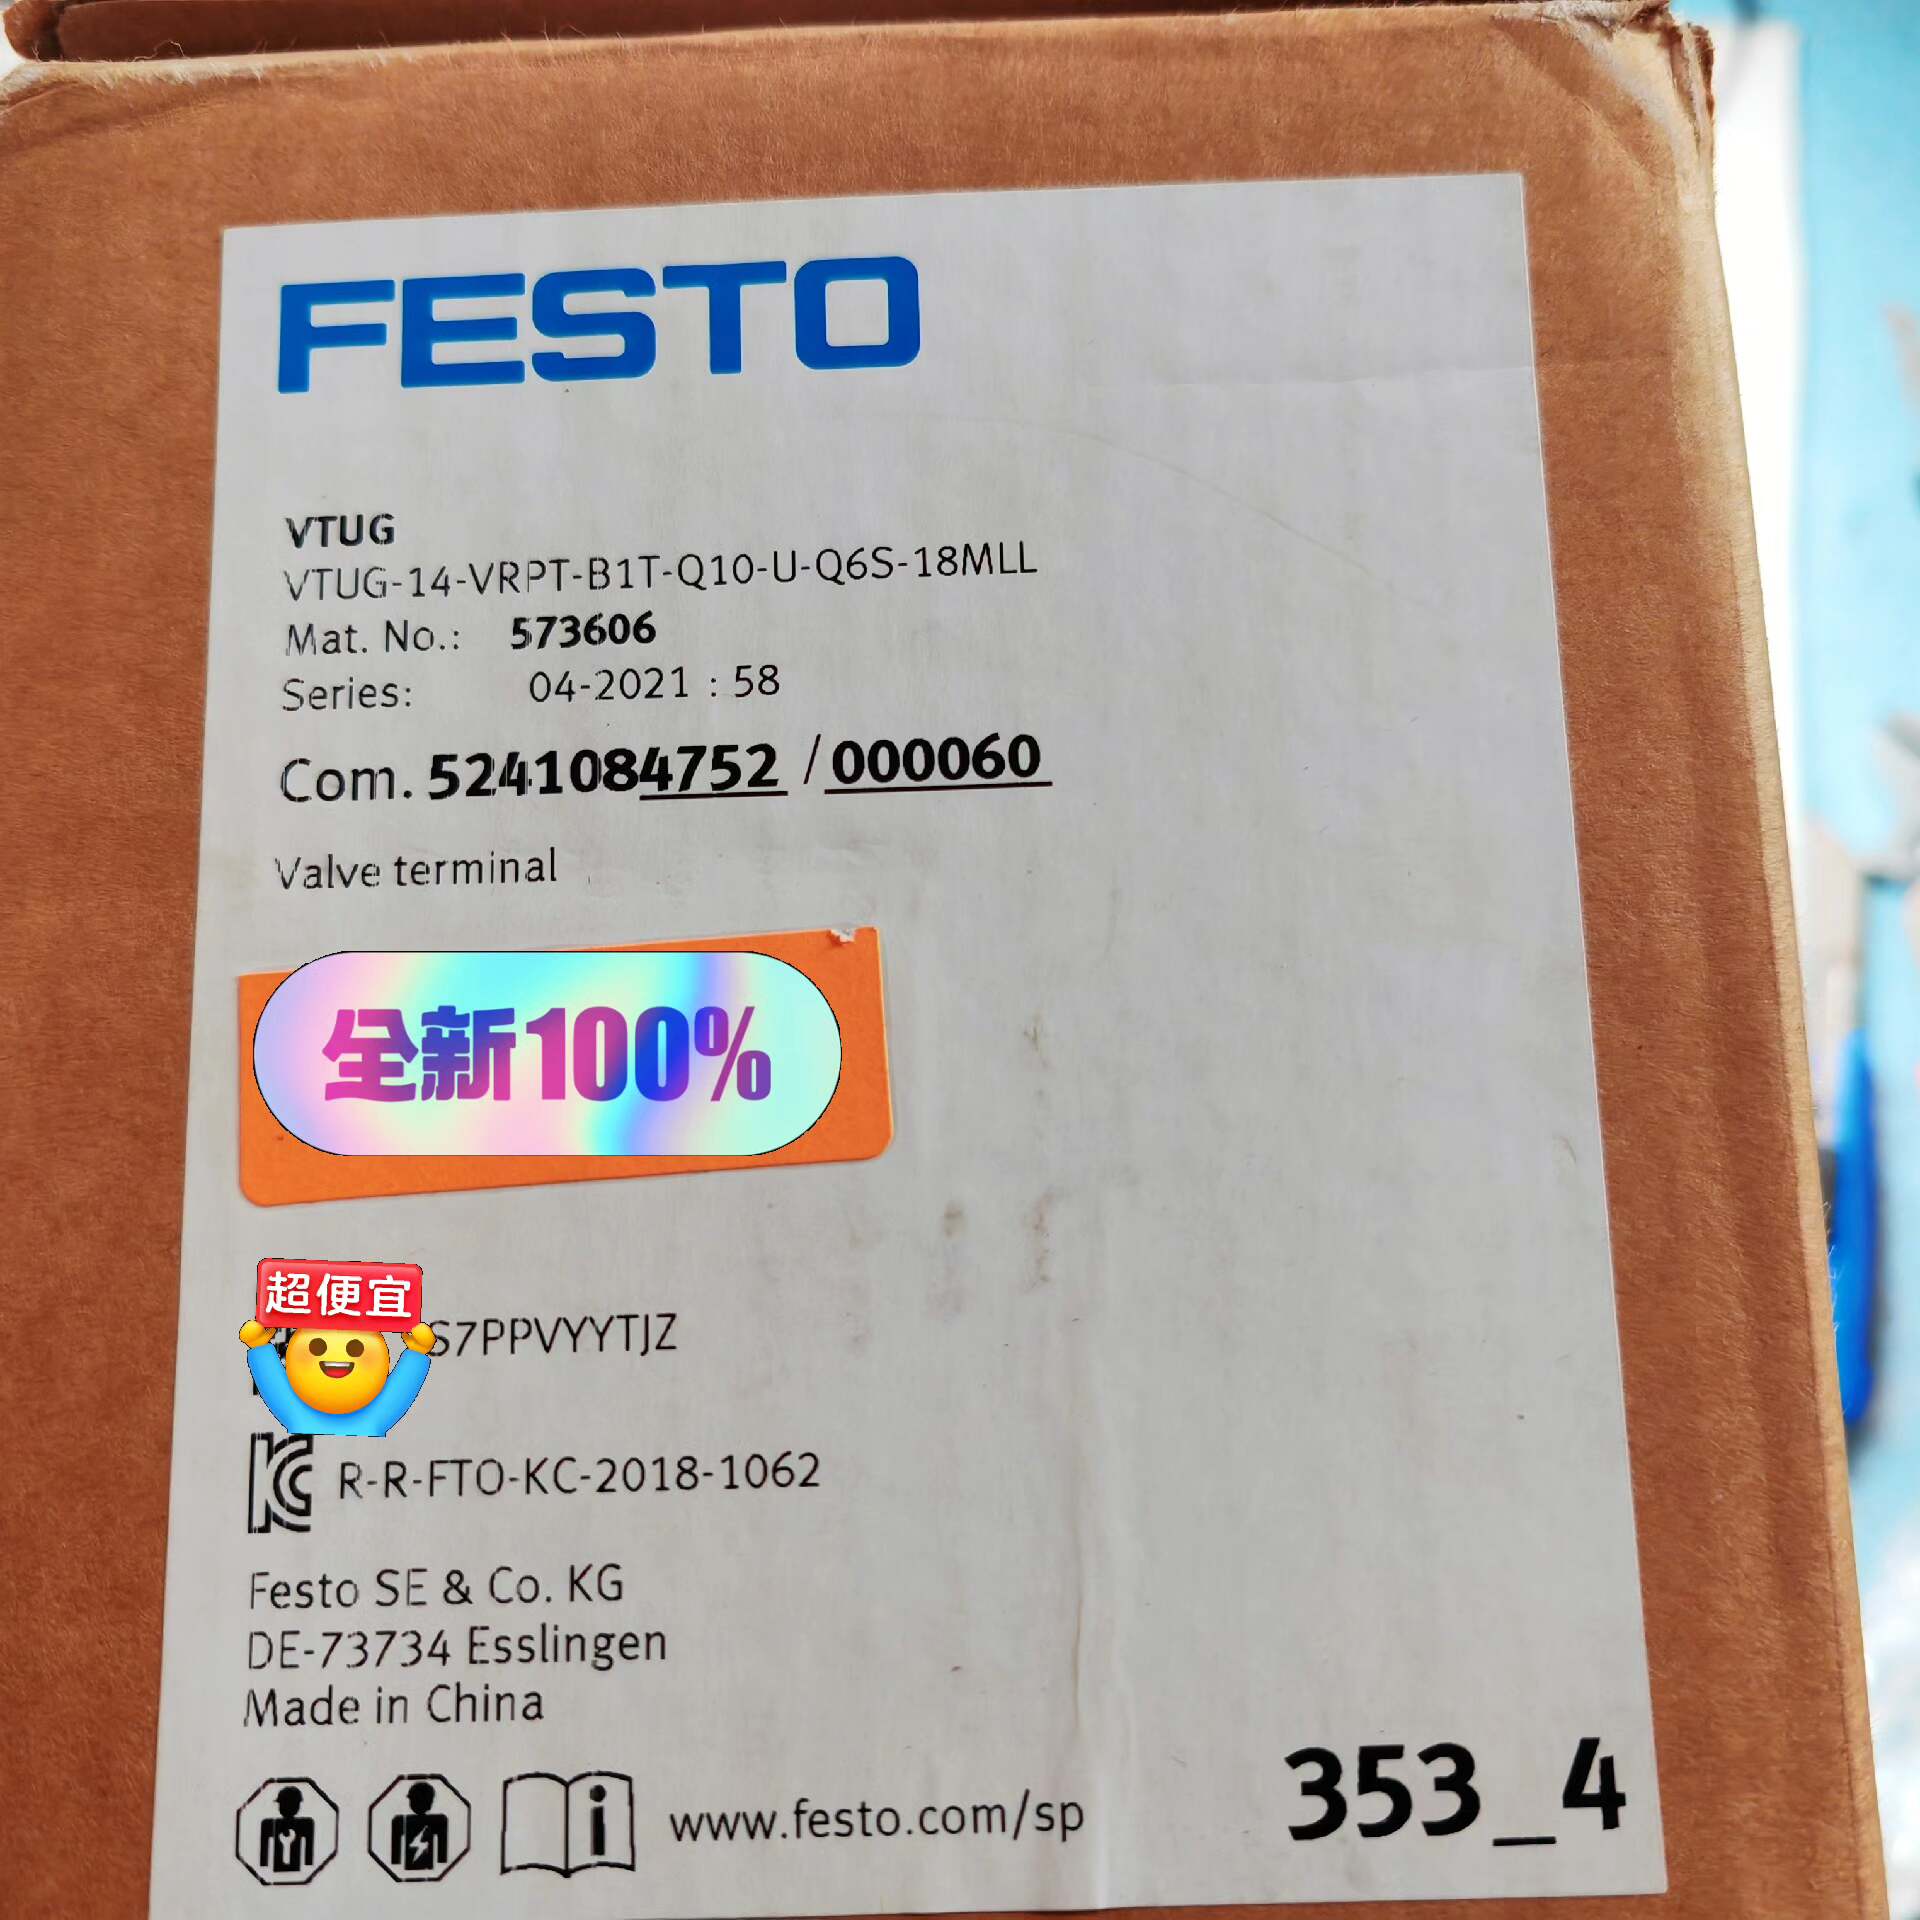 FESTO
VTUG
VTUG-14-VRPT-B1T-Q10-U-Q6S-18MLL
Mat. No.: 573606
Series: 04-2021 : 58
Com. 5241084752 / 000060
Valve terminal
全新100%
超便宜
S7PPVYYTJZ
R-R-FTO-KC-2018-1062
Festo SE & Co. KG
DE-73734 Esslingen
Made in China
www.festo.com/sp
353_4